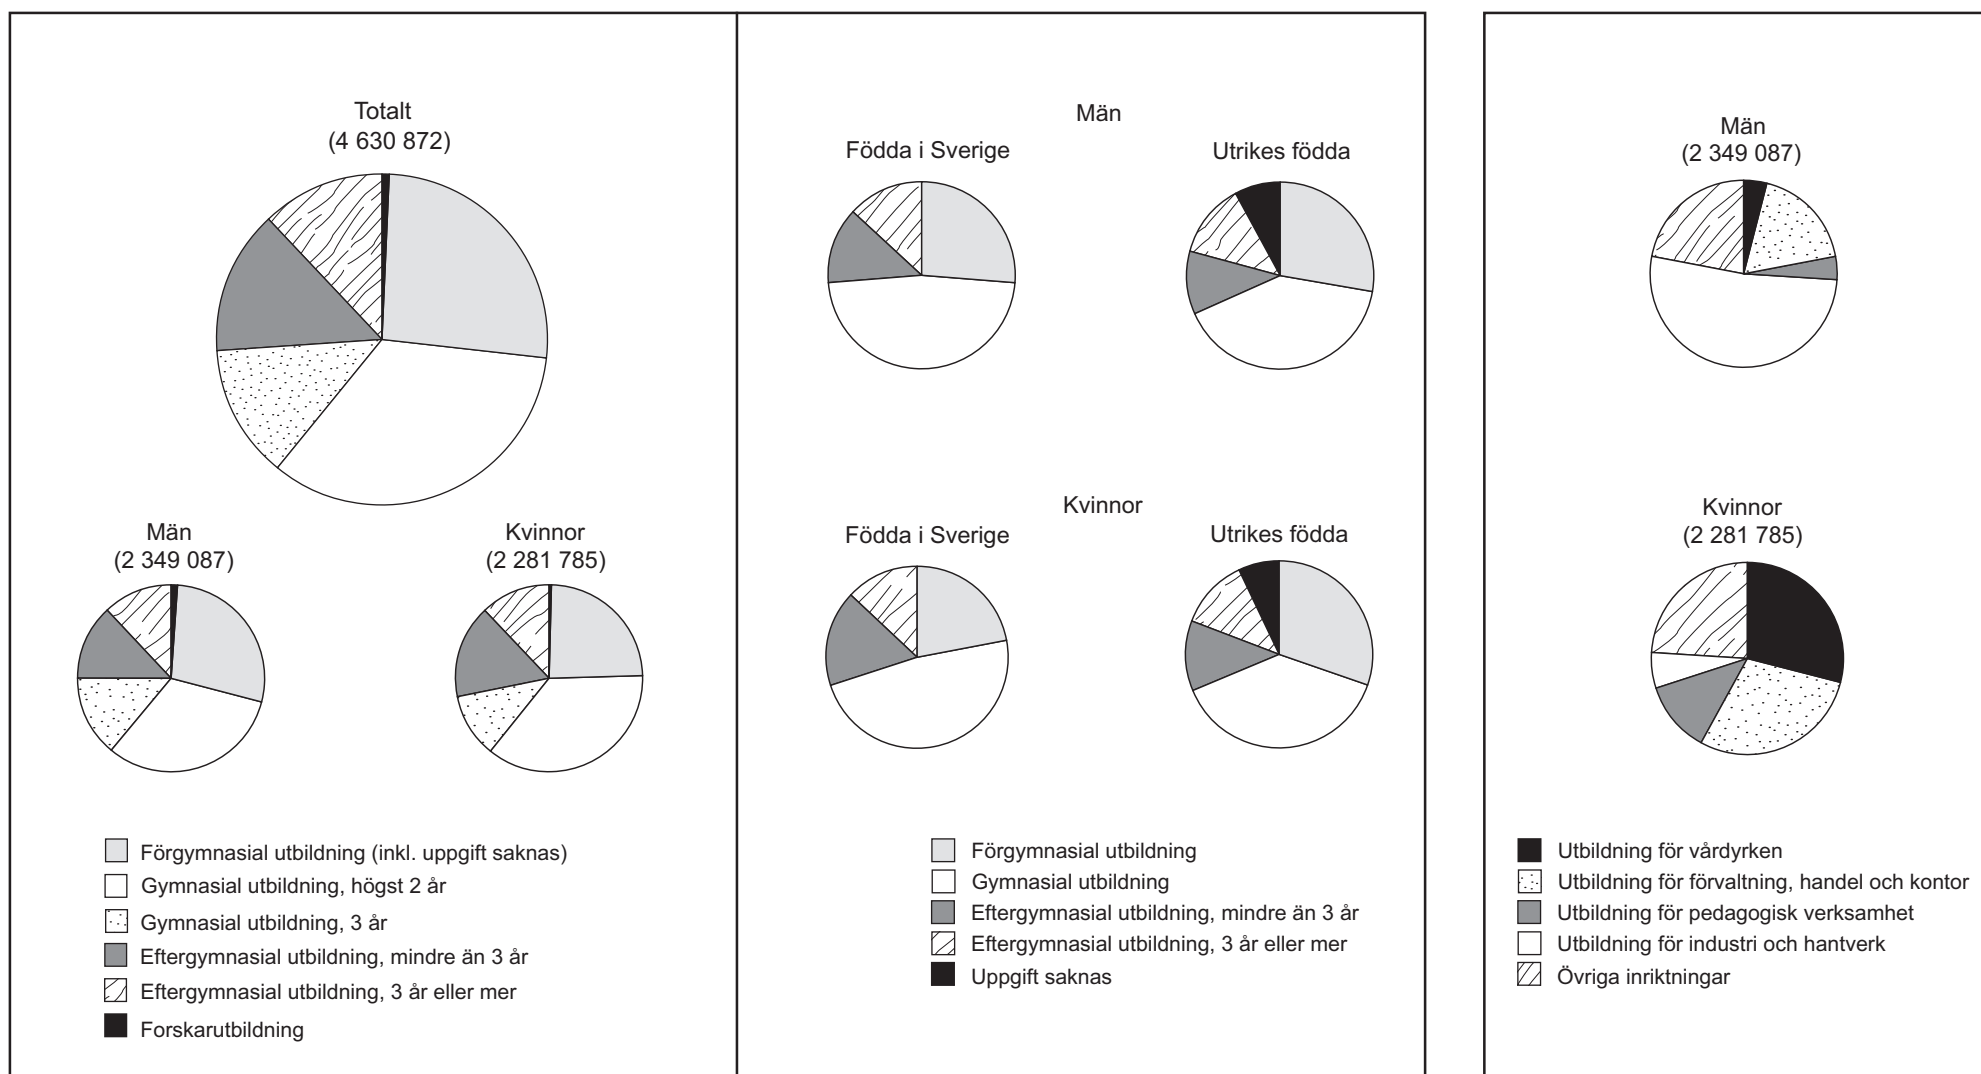 Totalt
(4 630 872)
Män
(2 349 087)
Kvinnor
(2 281 785)
Förgymnasial utbildning (inkl. uppgift saknas)
Gymnasial utbildning, högst 2 år
Gymnasial utbildning, 3 år
Eftergymnasial utbildning, mindre än 3 år
Eftergymnasial utbildning, 3 år eller mer
Forskarutbildning
Män
Födda i Sverige
Utrikes födda
Kvinnor
Födda i Sverige
Utrikes födda
Förgymnasial utbildning
Gymnasial utbildning
Eftergymnasial utbildning, mindre än 3 år
Eftergymnasial utbildning, 3 år eller mer
Uppgift saknas
Män
(2 349 087)
Kvinnor
(2 281 785)
Utbildning för vårdyrken
Utbildning för förvaltning, handel och kontor
Utbildning för pedagogisk verksamhet
Utbildning för industri och hantverk
Övriga inriktningar